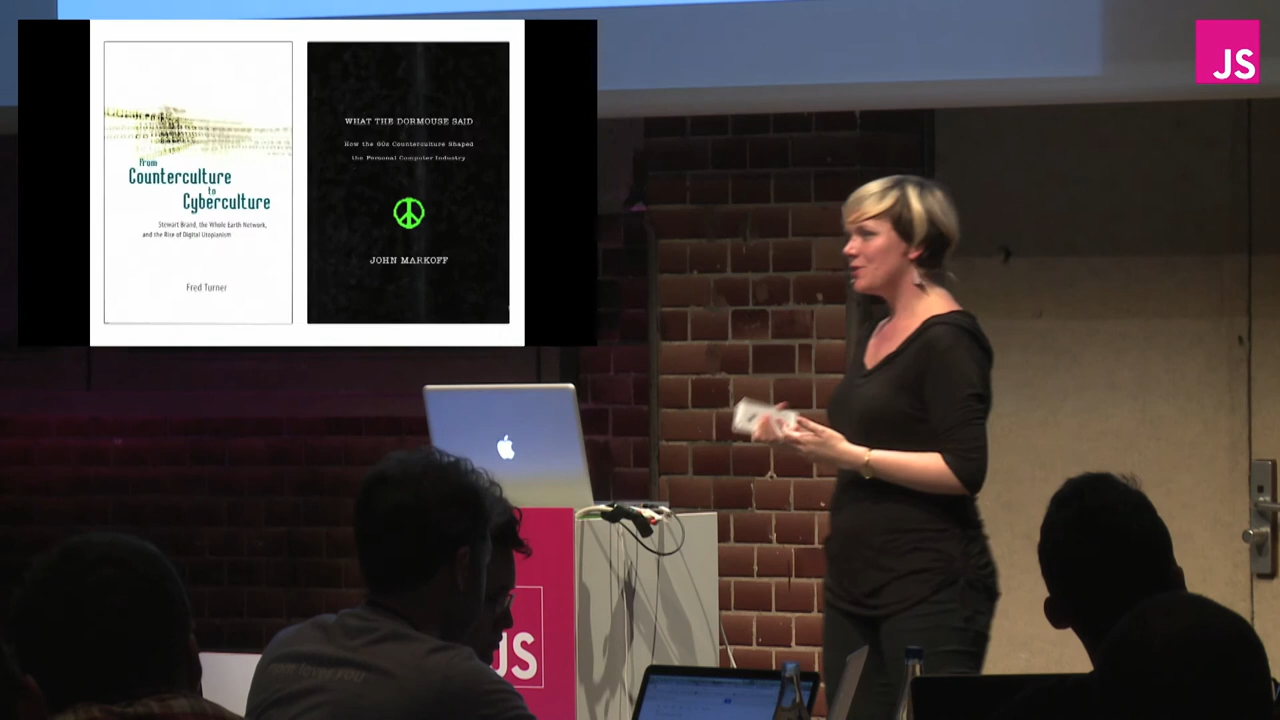 from
Counterculture
to
Cyberculture
Stewart Brand, the Whole Earth Network,
and the Rise of Digital Utopianism
Fred Turner
WHAT THE DORMOUSE SAID
How the 60s Counterculture Shaped
the Personal Computer Industry
JOHN MARKOFF
JS
JS